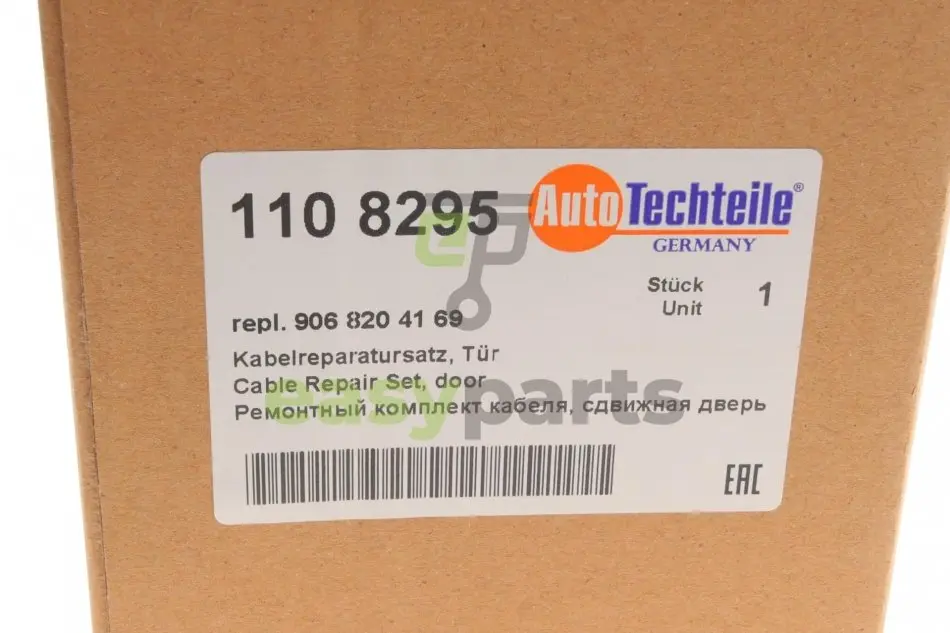 110 8295
AutoTechteile®
GERMANY
Stück 1
Unit
repl. 906 820 41 69
Kabelreparatursatz, Tür
Cable Repair Set, door
Ремонтный комплект кабеля, сдвижная дверь
easyparts
EAC